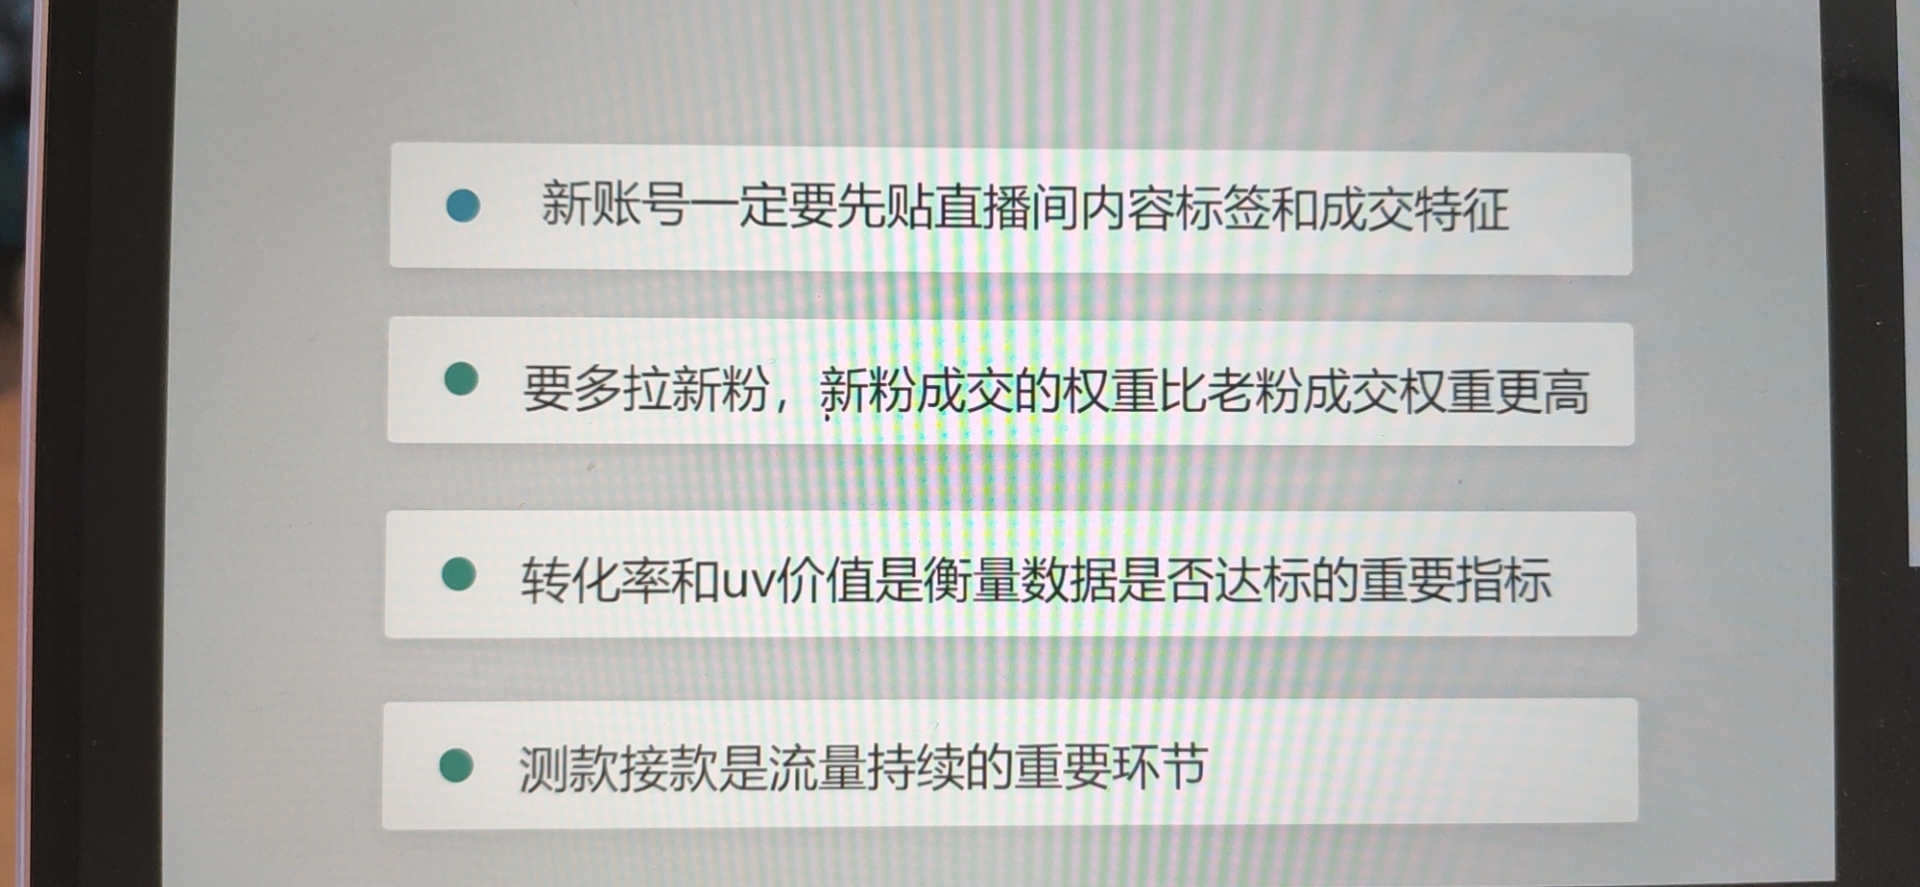 新账号一定要先贴直播间内容标签和成交特征
要多拉新粉，新粉成交的权重比老粉成交权重更高
转化率和uv价值是衡量数据是否达标的重要指标
测款接款是流量持续的重要环节